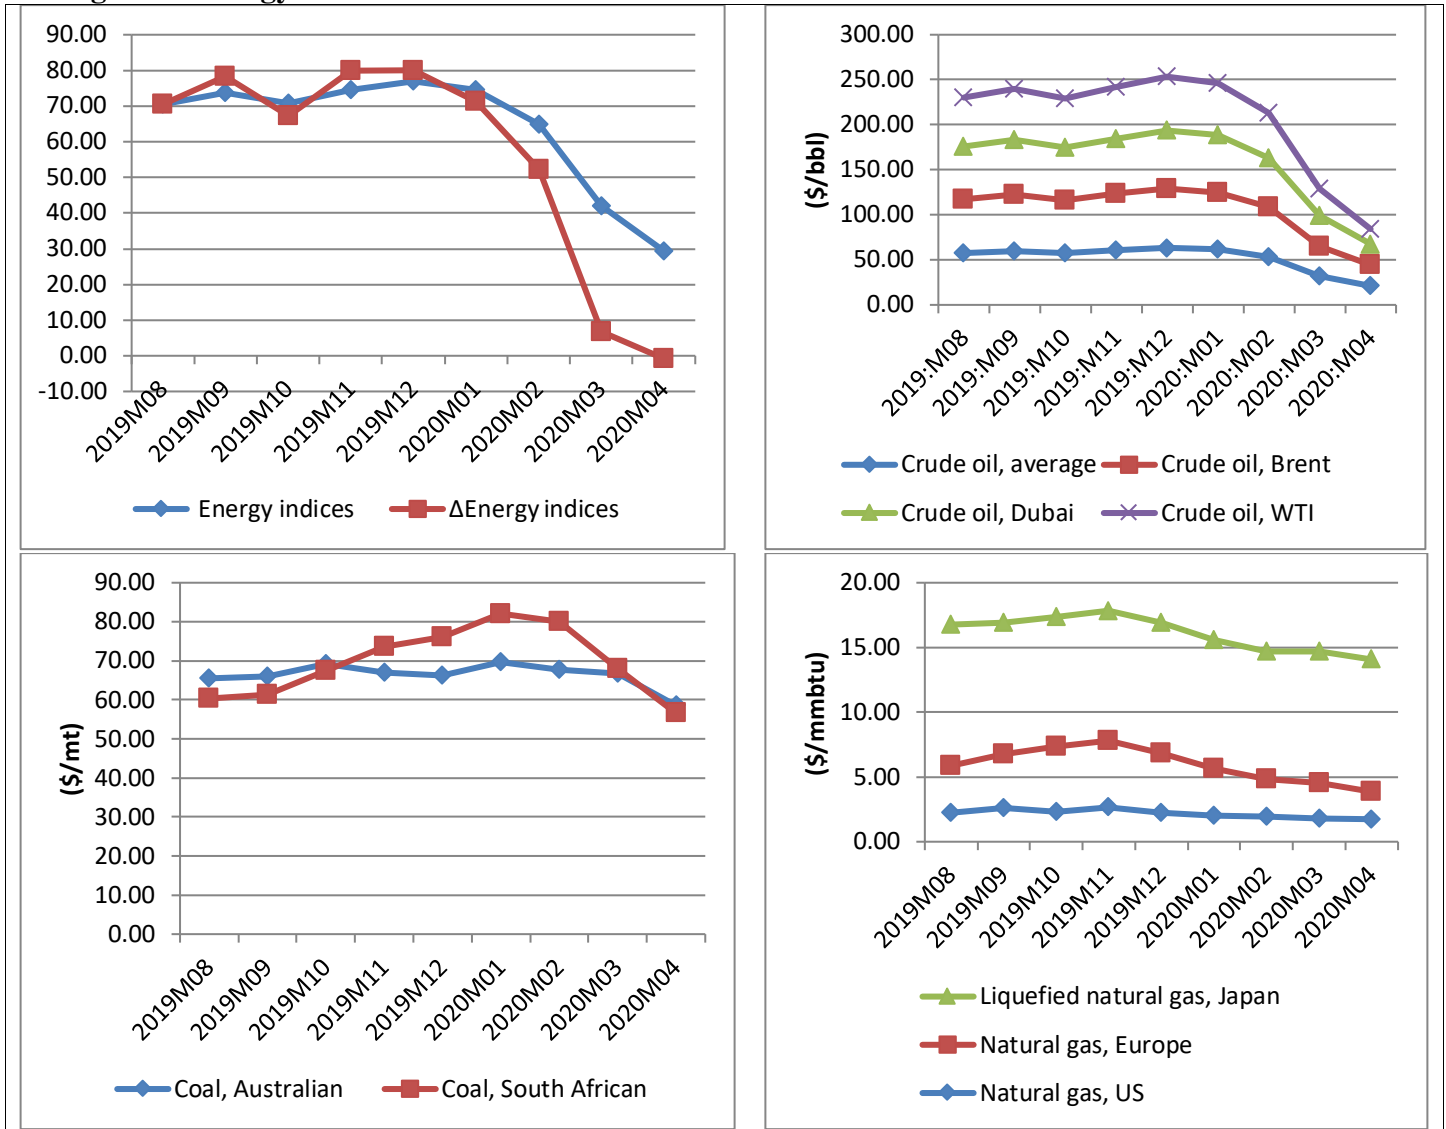 90.00
80.00
70.00
60.00
50.00
40.00
30.00
20.00
10.00
0.00
-10.00
2019M08
2019M09
2019M10
2019M11
2019M12
2020M01
2020M02
2020M03
2020M04
Energy indices
ΔEnergy indices
300.00
250.00
200.00
150.00
100.00
50.00
0.00
($/bbl)
2019:M08
2019:M09
2019:M10
2019:M11
2019:M12
2020:M01
2020:M02
2020:M03
2020:M04
Crude oil, average
Crude oil, Brent
Crude oil, Dubai
Crude oil, WTI
90.00
80.00
70.00
60.00
50.00
40.00
30.00
20.00
10.00
0.00
($/mt)
2019M08
2019M09
2019M10
2019M11
2019M12
2020M01
2020M02
2020M03
2020M04
Coal, Australian
Coal, South African
20.00
15.00
10.00
5.00
0.00
($/mmbtu)
2019M08
2019M09
2019M10
2019M11
2019M12
2020M01
2020M02
2020M03
2020M04
Liquefied natural gas, Japan
Natural gas, Europe
Natural gas, US